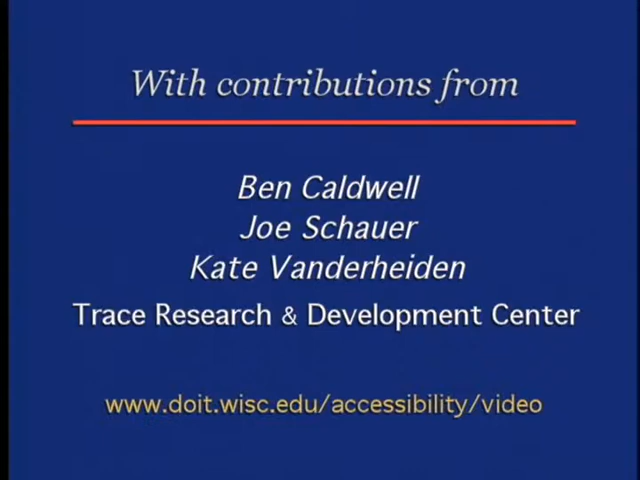 With contributions from
Ben Caldwell
Joe Schauer
Kate Vanderheiden
Trace Research & Development Center
www.doit.wisc.edu/accessibility/video